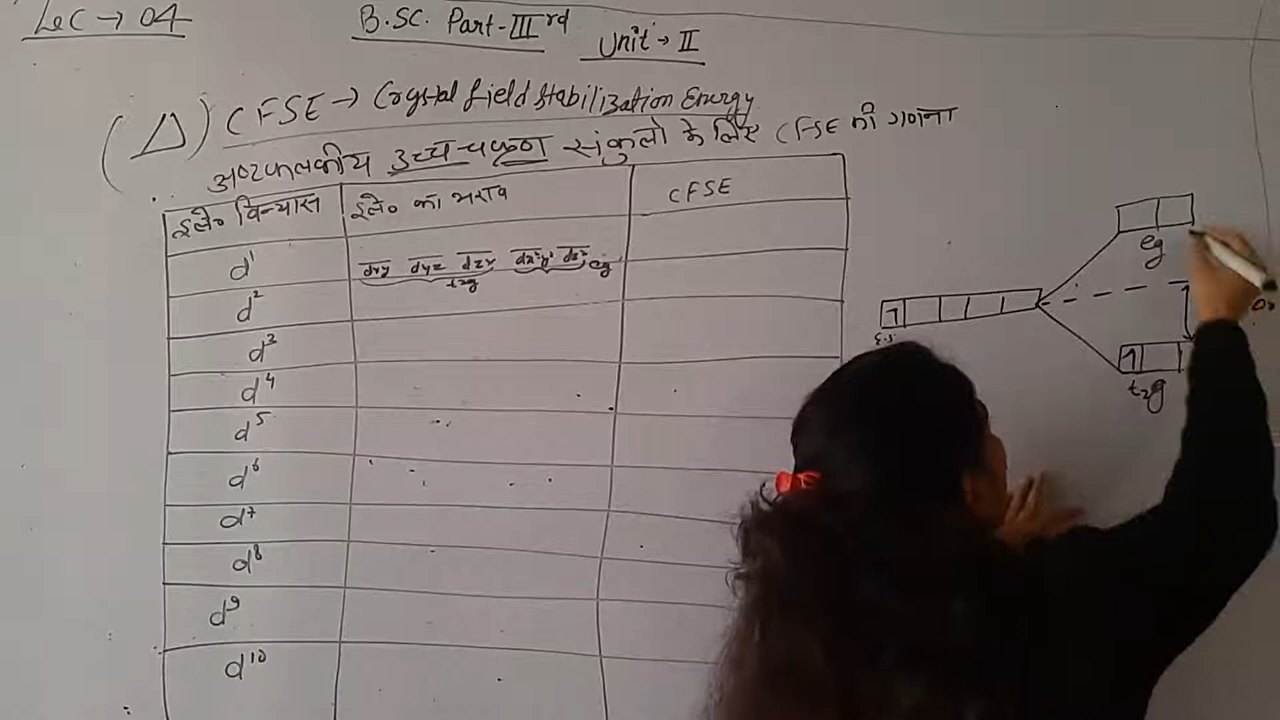 Lec → 04
B.SC. Part-IIIrd
Unit → II
(Δ) CFSE → Crystal field Stabilization Energy
अष्टफलकीय उच्च चक्रण संकुलो के लिए CFSE की गणना
इले० विन्यास इले० का भराव CFSE
d¹ dxy dyz dzx dx²y² dz² eg
t₂g
d²
d³
d⁴
d⁵
d⁶
d⁷
d⁸
d⁹
d¹⁰
eg
1
1
t₂g